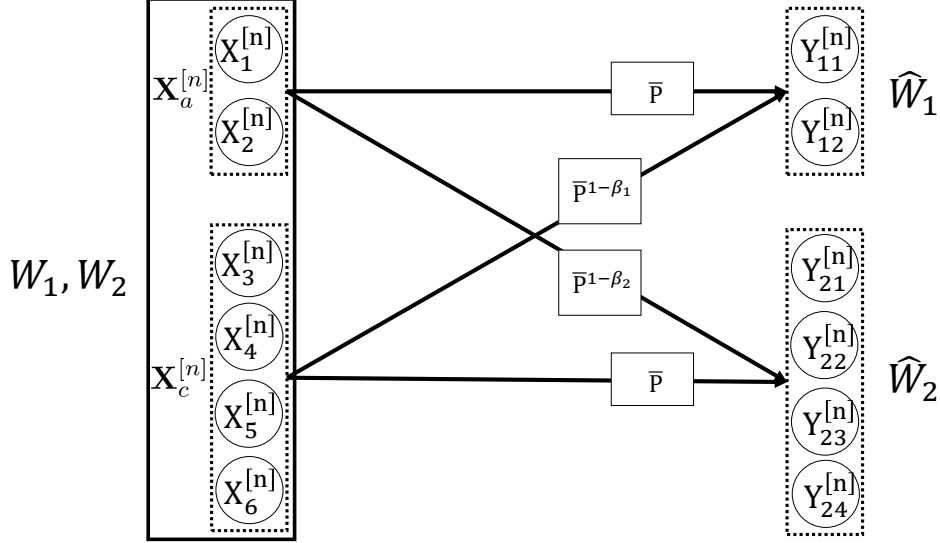 W₁, W₂
𝐗ₐ^[n]
X₁^[n]
X₂^[n]
𝐗_c^[n]
X₃^[n]
X₄^[n]
X₅^[n]
X₆^[n]
P̅
P̅^{1−β₁}
P̅^{1−β₂}
P̅
Y₁₁^[n]
Y₁₂^[n]
Ŵ₁
Y₂₁^[n]
Y₂₂^[n]
Y₂₃^[n]
Y₂₄^[n]
Ŵ₂